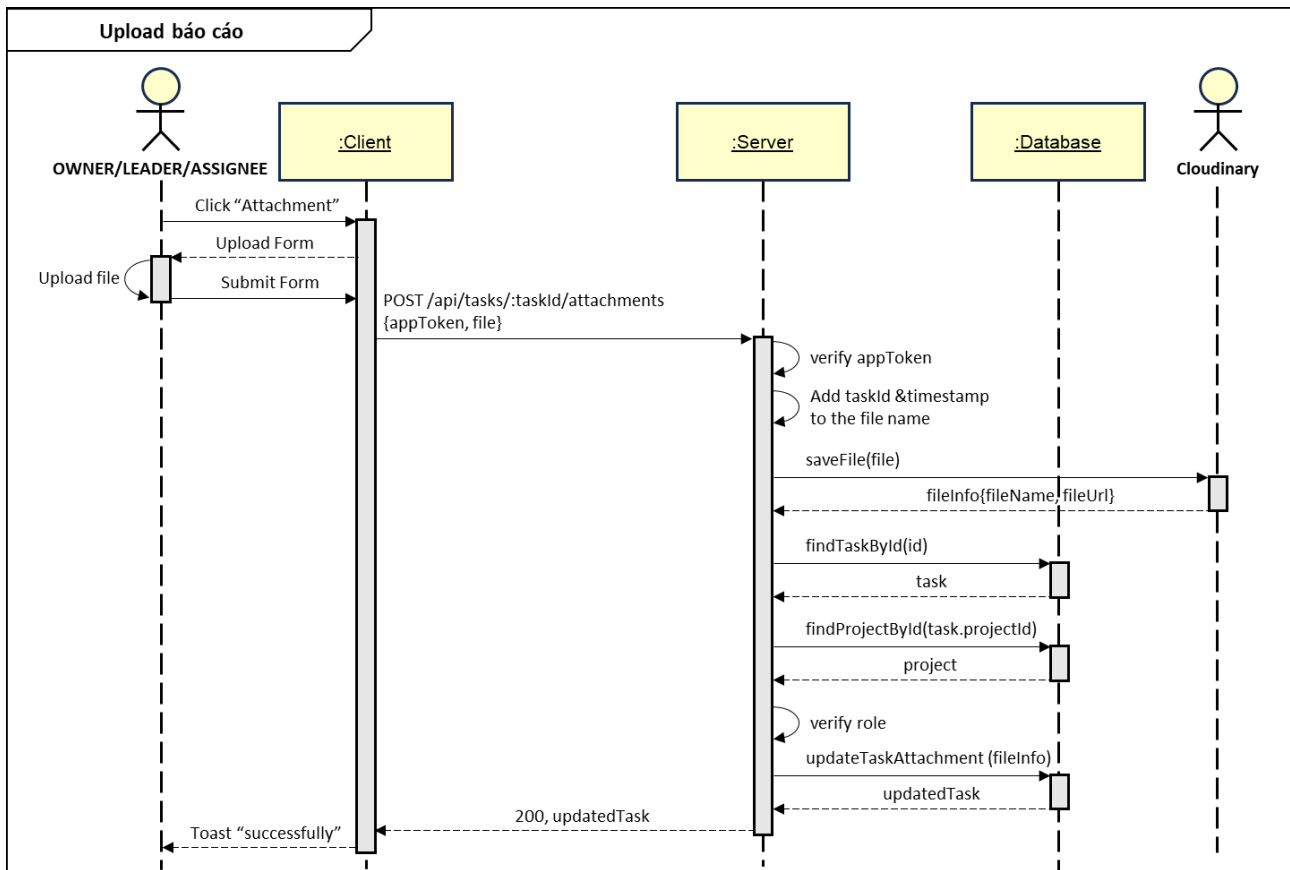 Upload báo cáo
:Client
:Server
:Database
OWNER/LEADER/ASSIGNEE
Cloudinary
Click “Attachment”
Upload Form
Upload file
Submit Form
POST /api/tasks/:taskId/attachments
{appToken, file}
verify appToken
Add taskId &timestamp
to the file name
saveFile(file)
fileInfo{fileName, fileUrl}
findTaskById(id)
task
findProjectById(task.projectId)
project
verify role
updateTaskAttachment (fileInfo)
updatedTask
200, updatedTask
Toast “successfully”